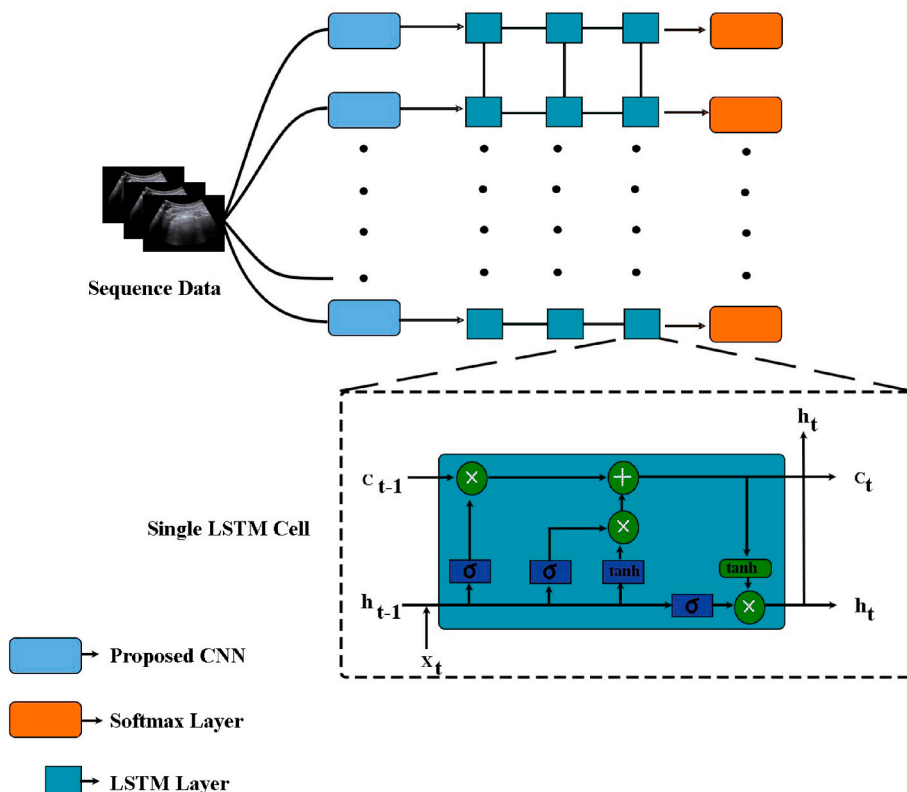 Sequence Data
h t
C t-1
× + C t
Single LSTM Cell
×
σ σ tanh tanh
h t-1 σ × h t
X t
Proposed CNN
Softmax Layer
LSTM Layer